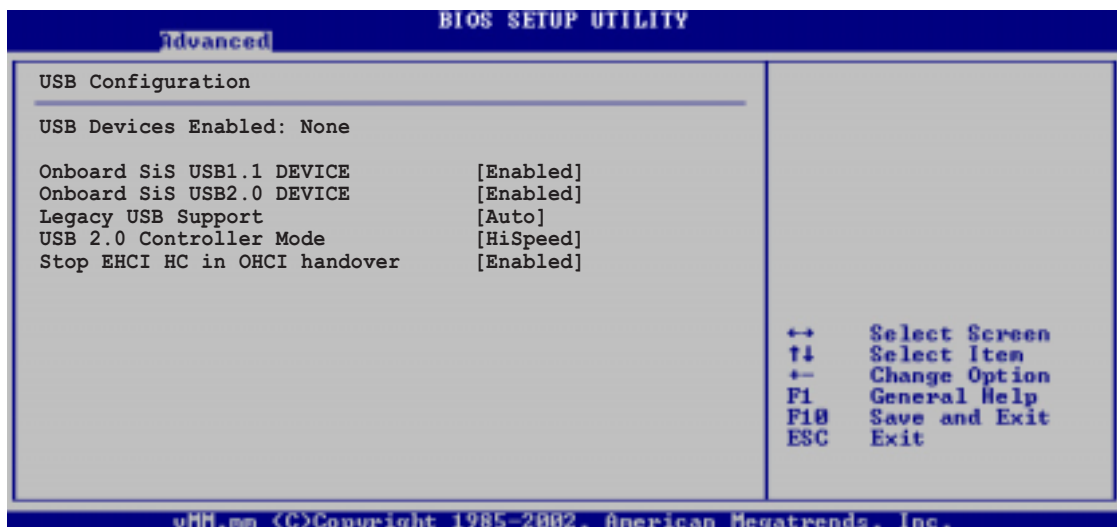 BIOS SETUP UTILITY
Advanced
USB Configuration
USB Devices Enabled: None
Onboard SiS USB1.1 DEVICE [Enabled]
Onboard SiS USB2.0 DEVICE [Enabled]
Legacy USB Support [Auto]
USB 2.0 Controller Mode [HiSpeed]
Stop EHCI HC in OHCI handover [Enabled]
↔ Select Screen
↑↓ Select Item
+- Change Option
F1 General Help
F10 Save and Exit
ESC Exit
vMM.mm (C)Copyright 1985-2002, American Megatrends, Inc.